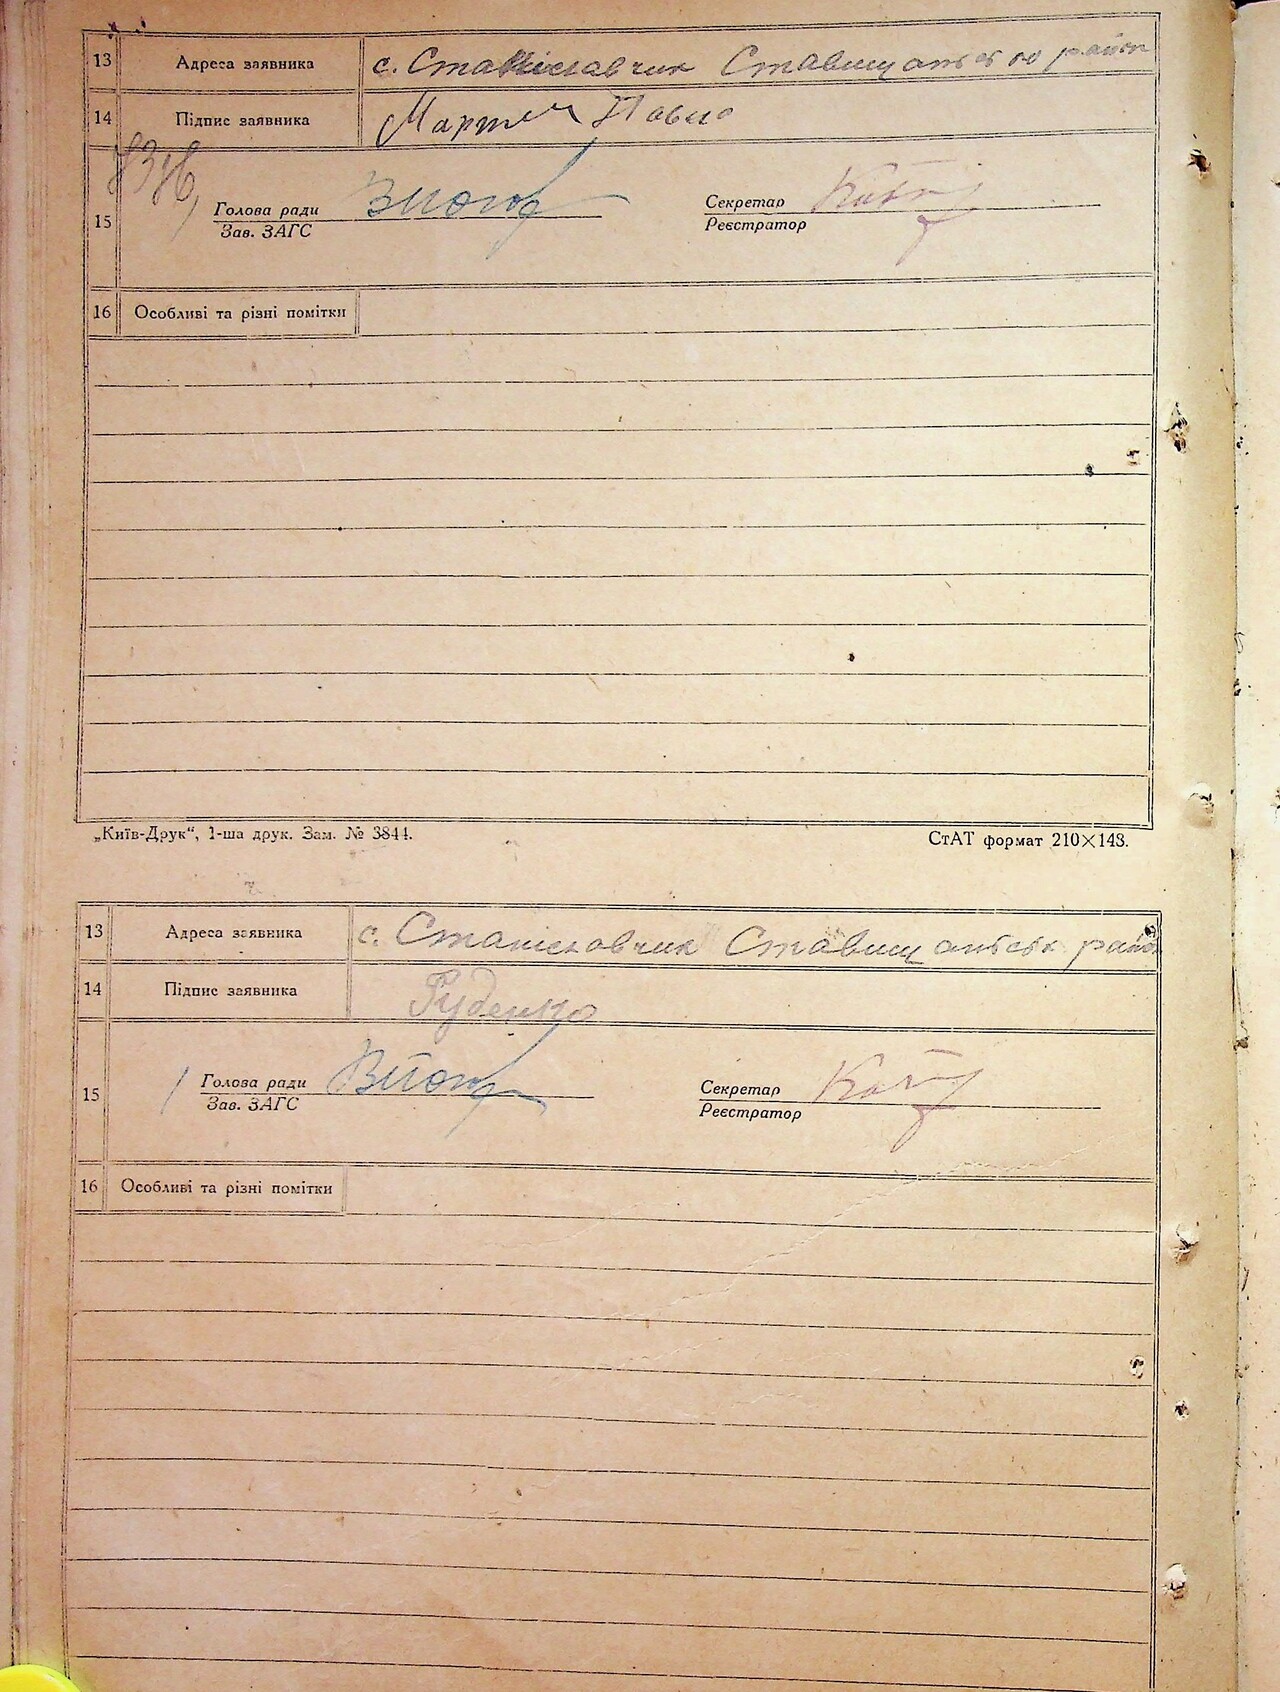 13 Адреса заявника с. Станіславчик Ставищанського район
14 Підпис заявника Павло
15 Голова ради Секретар
Зав. ЗАГС Реєстратор
16 Особливі та різні помітки
„Київ-Друк“, 1-ша друк. Зам. № 3844. СтАТ формат 210×143.
13 Адреса заявника с. Станіславчик Ставищанськ район
14 Підпис заявника Руденко
15 Голова ради Секретар
Зав. ЗАГС Реєстратор
16 Особливі та різні помітки